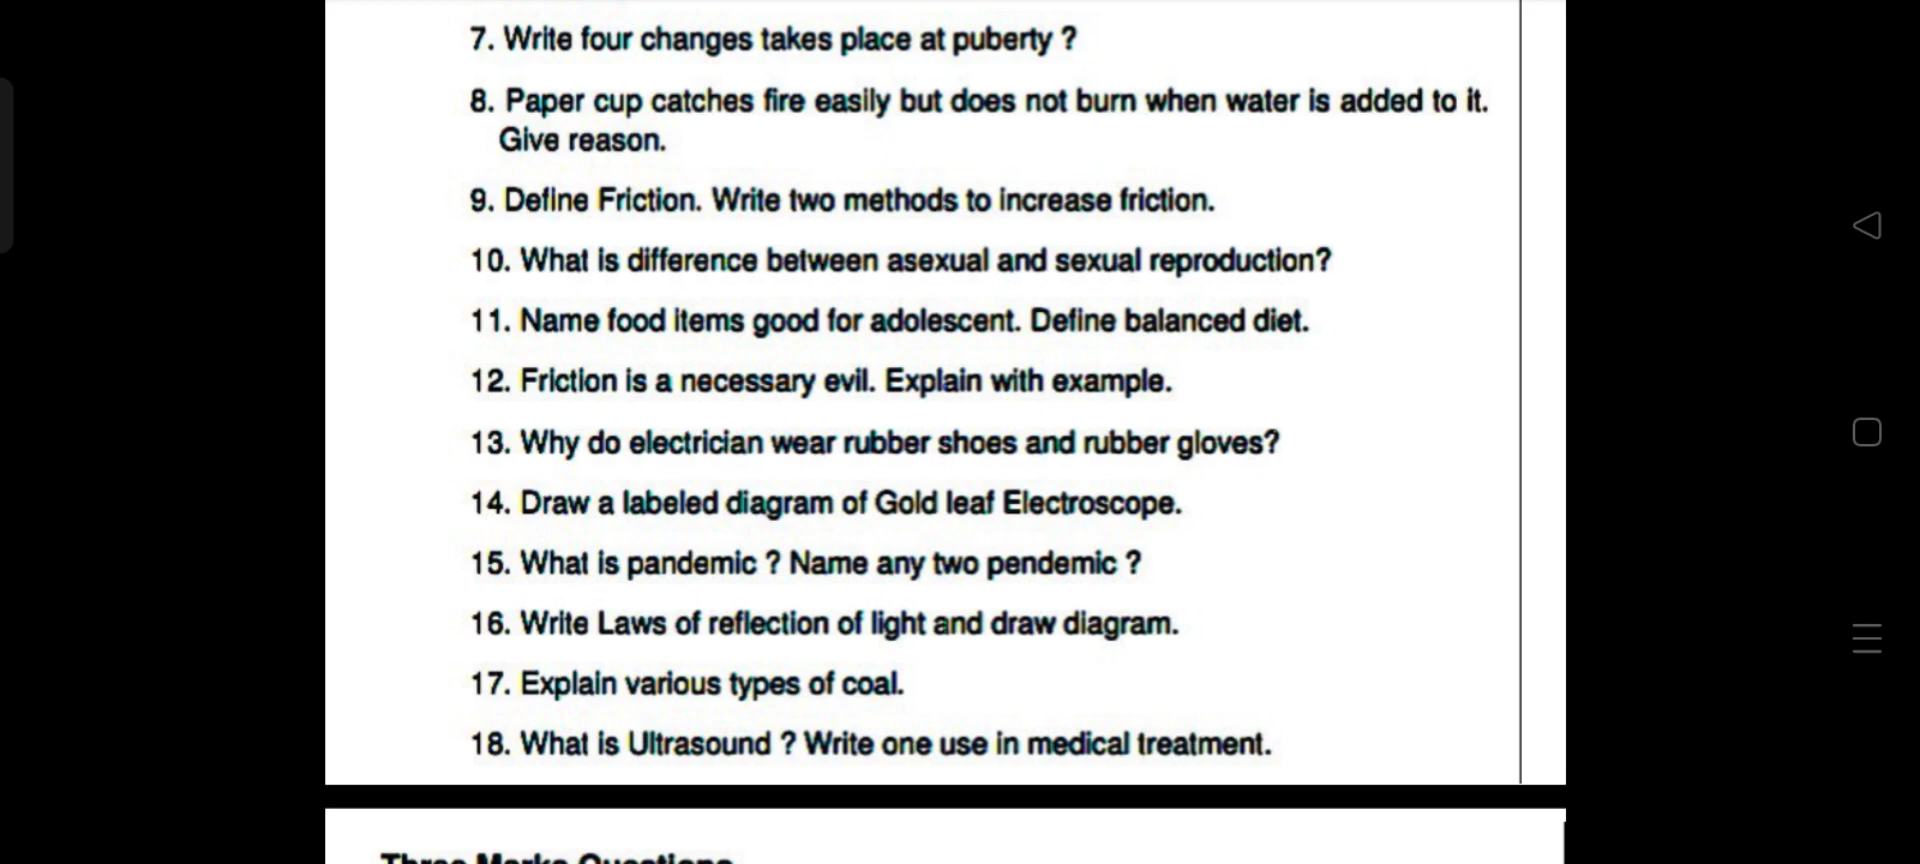 7. Write four changes takes place at puberty ?
8. Paper cup catches fire easily but does not burn when water is added to it.
Give reason.
9. Define Friction. Write two methods to increase friction.
10. What is difference between asexual and sexual reproduction?
11. Name food items good for adolescent. Define balanced diet.
12. Friction is a necessary evil. Explain with example.
13. Why do electrician wear rubber shoes and rubber gloves?
14. Draw a labeled diagram of Gold leaf Electroscope.
15. What is pandemic ? Name any two pendemic ?
16. Write Laws of reflection of light and draw diagram.
17. Explain various types of coal.
18. What is Ultrasound ? Write one use in medical treatment.
Three Marks Questions